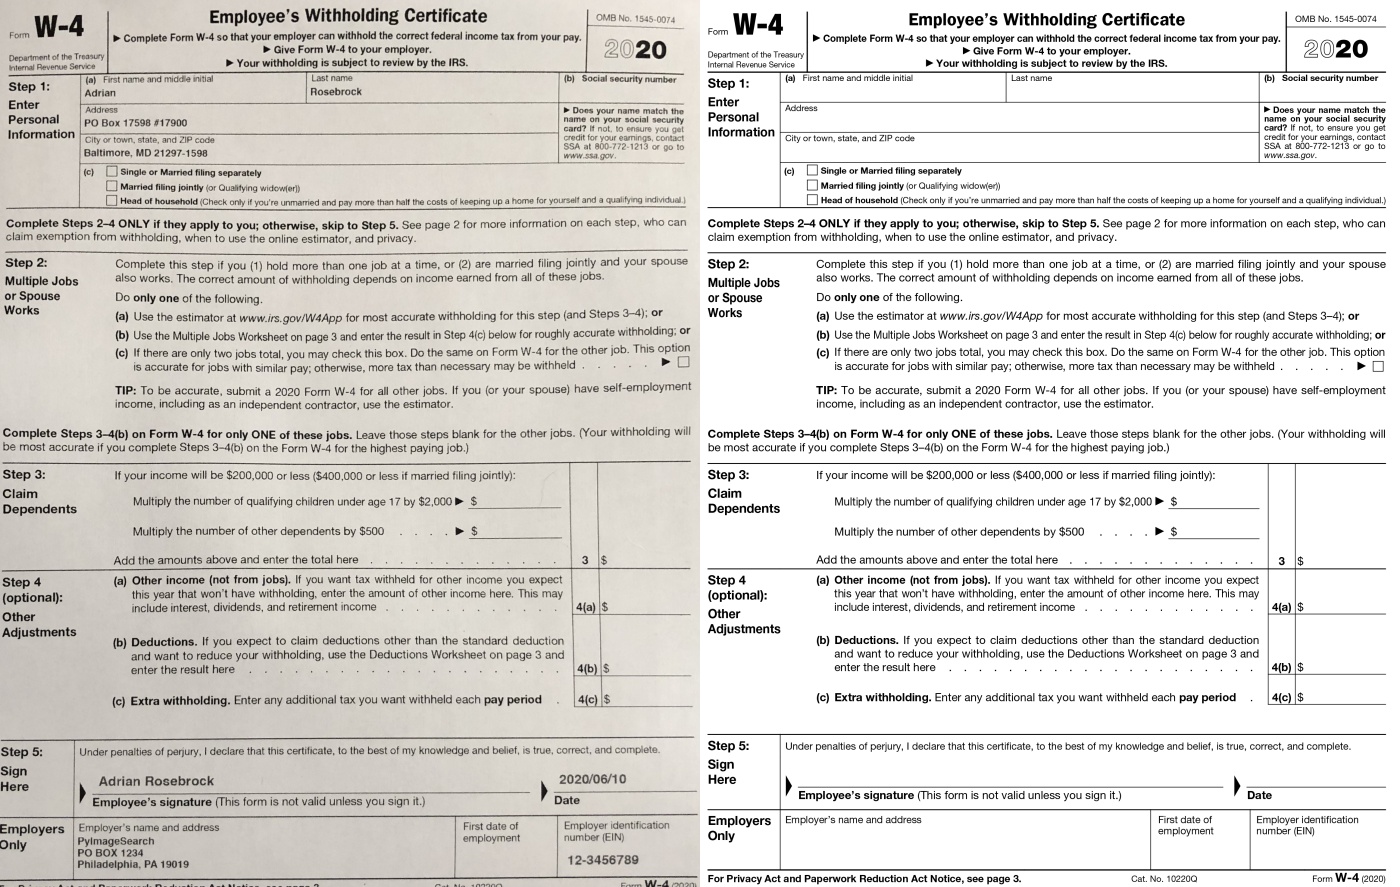 Form W-4
Department of the Treasury
Internal Revenue Service
Employee's Withholding Certificate
▶ Complete Form W-4 so that your employer can withhold the correct federal income tax from your pay.
▶ Give Form W-4 to your employer.
▶ Your withholding is subject to review by the IRS.
OMB No. 1545-0074
2020
Step 1:
Enter
Personal
Information
(a) First name and middle initial
Adrian
Last name
Rosebrock
(b) Social security number
Address
PO Box 17598 #17900
City or town, state, and ZIP code
Baltimore, MD 21297-1598
▶ Does your name match the
name on your social security
card? If not, to ensure you get
credit for your earnings, contact
SSA at 800-772-1213 or go to
www.ssa.gov.
(c) Single or Married filing separately
Married filing jointly (or Qualifying widow(er))
Head of household (Check only if you're unmarried and pay more than half the costs of keeping up a home for yourself and a qualifying individual.)
Complete Steps 2–4 ONLY if they apply to you; otherwise, skip to Step 5. See page 2 for more information on each step, who can
claim exemption from withholding, when to use the online estimator, and privacy.
Step 2:
Multiple Jobs
or Spouse
Works
Complete this step if you (1) hold more than one job at a time, or (2) are married filing jointly and your spouse
also works. The correct amount of withholding depends on income earned from all of these jobs.
Do only one of the following.
(a) Use the estimator at www.irs.gov/W4App for most accurate withholding for this step (and Steps 3–4); or
(b) Use the Multiple Jobs Worksheet on page 3 and enter the result in Step 4(c) below for roughly accurate withholding; or
(c) If there are only two jobs total, you may check this box. Do the same on Form W-4 for the other job. This option
is accurate for jobs with similar pay; otherwise, more tax than necessary may be withheld . . . . . ▶
TIP: To be accurate, submit a 2020 Form W-4 for all other jobs. If you (or your spouse) have self-employment
income, including as an independent contractor, use the estimator.
Complete Steps 3–4(b) on Form W-4 for only ONE of these jobs. Leave those steps blank for the other jobs. (Your withholding will
be most accurate if you complete Steps 3–4(b) on the Form W-4 for the highest paying job.)
Step 3:
Claim
Dependents
If your income will be $200,000 or less ($400,000 or less if married filing jointly):
Multiply the number of qualifying children under age 17 by $2,000 ▶ $
Multiply the number of other dependents by $500 . . . . ▶ $
Add the amounts above and enter the total here . . . . . . . . . . . . . 3 $
Step 4
(optional):
Other
Adjustments
(a) Other income (not from jobs). If you want tax withheld for other income you expect
this year that won't have withholding, enter the amount of other income here. This may
include interest, dividends, and retirement income . . . . . . . . . . . . 4(a) $
(b) Deductions. If you expect to claim deductions other than the standard deduction
and want to reduce your withholding, use the Deductions Worksheet on page 3 and
enter the result here . . . . . . . . . . . . . . . . . . . 4(b) $
(c) Extra withholding. Enter any additional tax you want withheld each pay period . 4(c) $
Step 5:
Sign
Here
Under penalties of perjury, I declare that this certificate, to the best of my knowledge and belief, is true, correct, and complete.
Adrian Rosebrock
2020/06/10
Employee's signature (This form is not valid unless you sign it.)
Date
Employers
Only
Employer's name and address
PyImageSearch
PO BOX 1234
Philadelphia, PA 19019
First date of
employment
Employer identification
number (EIN)
12-3456789
For Privacy Act and Paperwork Reduction Act Notice, see page 3.
Cat. No. 10220Q
Form W-4 (2020)
Form W-4
Department of the Treasury
Internal Revenue Service
Employee's Withholding Certificate
▶ Complete Form W-4 so that your employer can withhold the correct federal income tax from your pay.
▶ Give Form W-4 to your employer.
▶ Your withholding is subject to review by the IRS.
OMB No. 1545-0074
2020
Step 1:
Enter
Personal
Information
(a) First name and middle initial
Last name
(b) Social security number
Address
City or town, state, and ZIP code
▶ Does your name match the
name on your social security
card? If not, to ensure you get
credit for your earnings, contact
SSA at 800-772-1213 or go to
www.ssa.gov.
(c) Single or Married filing separately
Married filing jointly (or Qualifying widow(er))
Head of household (Check only if you're unmarried and pay more than half the costs of keeping up a home for yourself and a qualifying individual.)
Complete Steps 2–4 ONLY if they apply to you; otherwise, skip to Step 5. See page 2 for more information on each step, who can
claim exemption from withholding, when to use the online estimator, and privacy.
Step 2:
Multiple Jobs
or Spouse
Works
Complete this step if you (1) hold more than one job at a time, or (2) are married filing jointly and your spouse
also works. The correct amount of withholding depends on income earned from all of these jobs.
Do only one of the following.
(a) Use the estimator at www.irs.gov/W4App for most accurate withholding for this step (and Steps 3–4); or
(b) Use the Multiple Jobs Worksheet on page 3 and enter the result in Step 4(c) below for roughly accurate withholding; or
(c) If there are only two jobs total, you may check this box. Do the same on Form W-4 for the other job. This option
is accurate for jobs with similar pay; otherwise, more tax than necessary may be withheld . . . . . ▶
TIP: To be accurate, submit a 2020 Form W-4 for all other jobs. If you (or your spouse) have self-employment
income, including as an independent contractor, use the estimator.
Complete Steps 3–4(b) on Form W-4 for only ONE of these jobs. Leave those steps blank for the other jobs. (Your withholding will
be most accurate if you complete Steps 3–4(b) on the Form W-4 for the highest paying job.)
Step 3:
Claim
Dependents
If your income will be $200,000 or less ($400,000 or less if married filing jointly):
Multiply the number of qualifying children under age 17 by $2,000 ▶ $
Multiply the number of other dependents by $500 . . . . ▶ $
Add the amounts above and enter the total here . . . . . . . . . . . . . 3 $
Step 4
(optional):
Other
Adjustments
(a) Other income (not from jobs). If you want tax withheld for other income you expect
this year that won't have withholding, enter the amount of other income here. This may
include interest, dividends, and retirement income . . . . . . . . . . . . 4(a) $
(b) Deductions. If you expect to claim deductions other than the standard deduction
and want to reduce your withholding, use the Deductions Worksheet on page 3 and
enter the result here . . . . . . . . . . . . . . . . . . . 4(b) $
(c) Extra withholding. Enter any additional tax you want withheld each pay period . 4(c) $
Step 5:
Sign
Here
Under penalties of perjury, I declare that this certificate, to the best of my knowledge and belief, is true, correct, and complete.
Employee's signature (This form is not valid unless you sign it.)
Date
Employers
Only
Employer's name and address
First date of
employment
Employer identification
number (EIN)
For Privacy Act and Paperwork Reduction Act Notice, see page 3.
Cat. No. 10220Q
Form W-4 (2020)